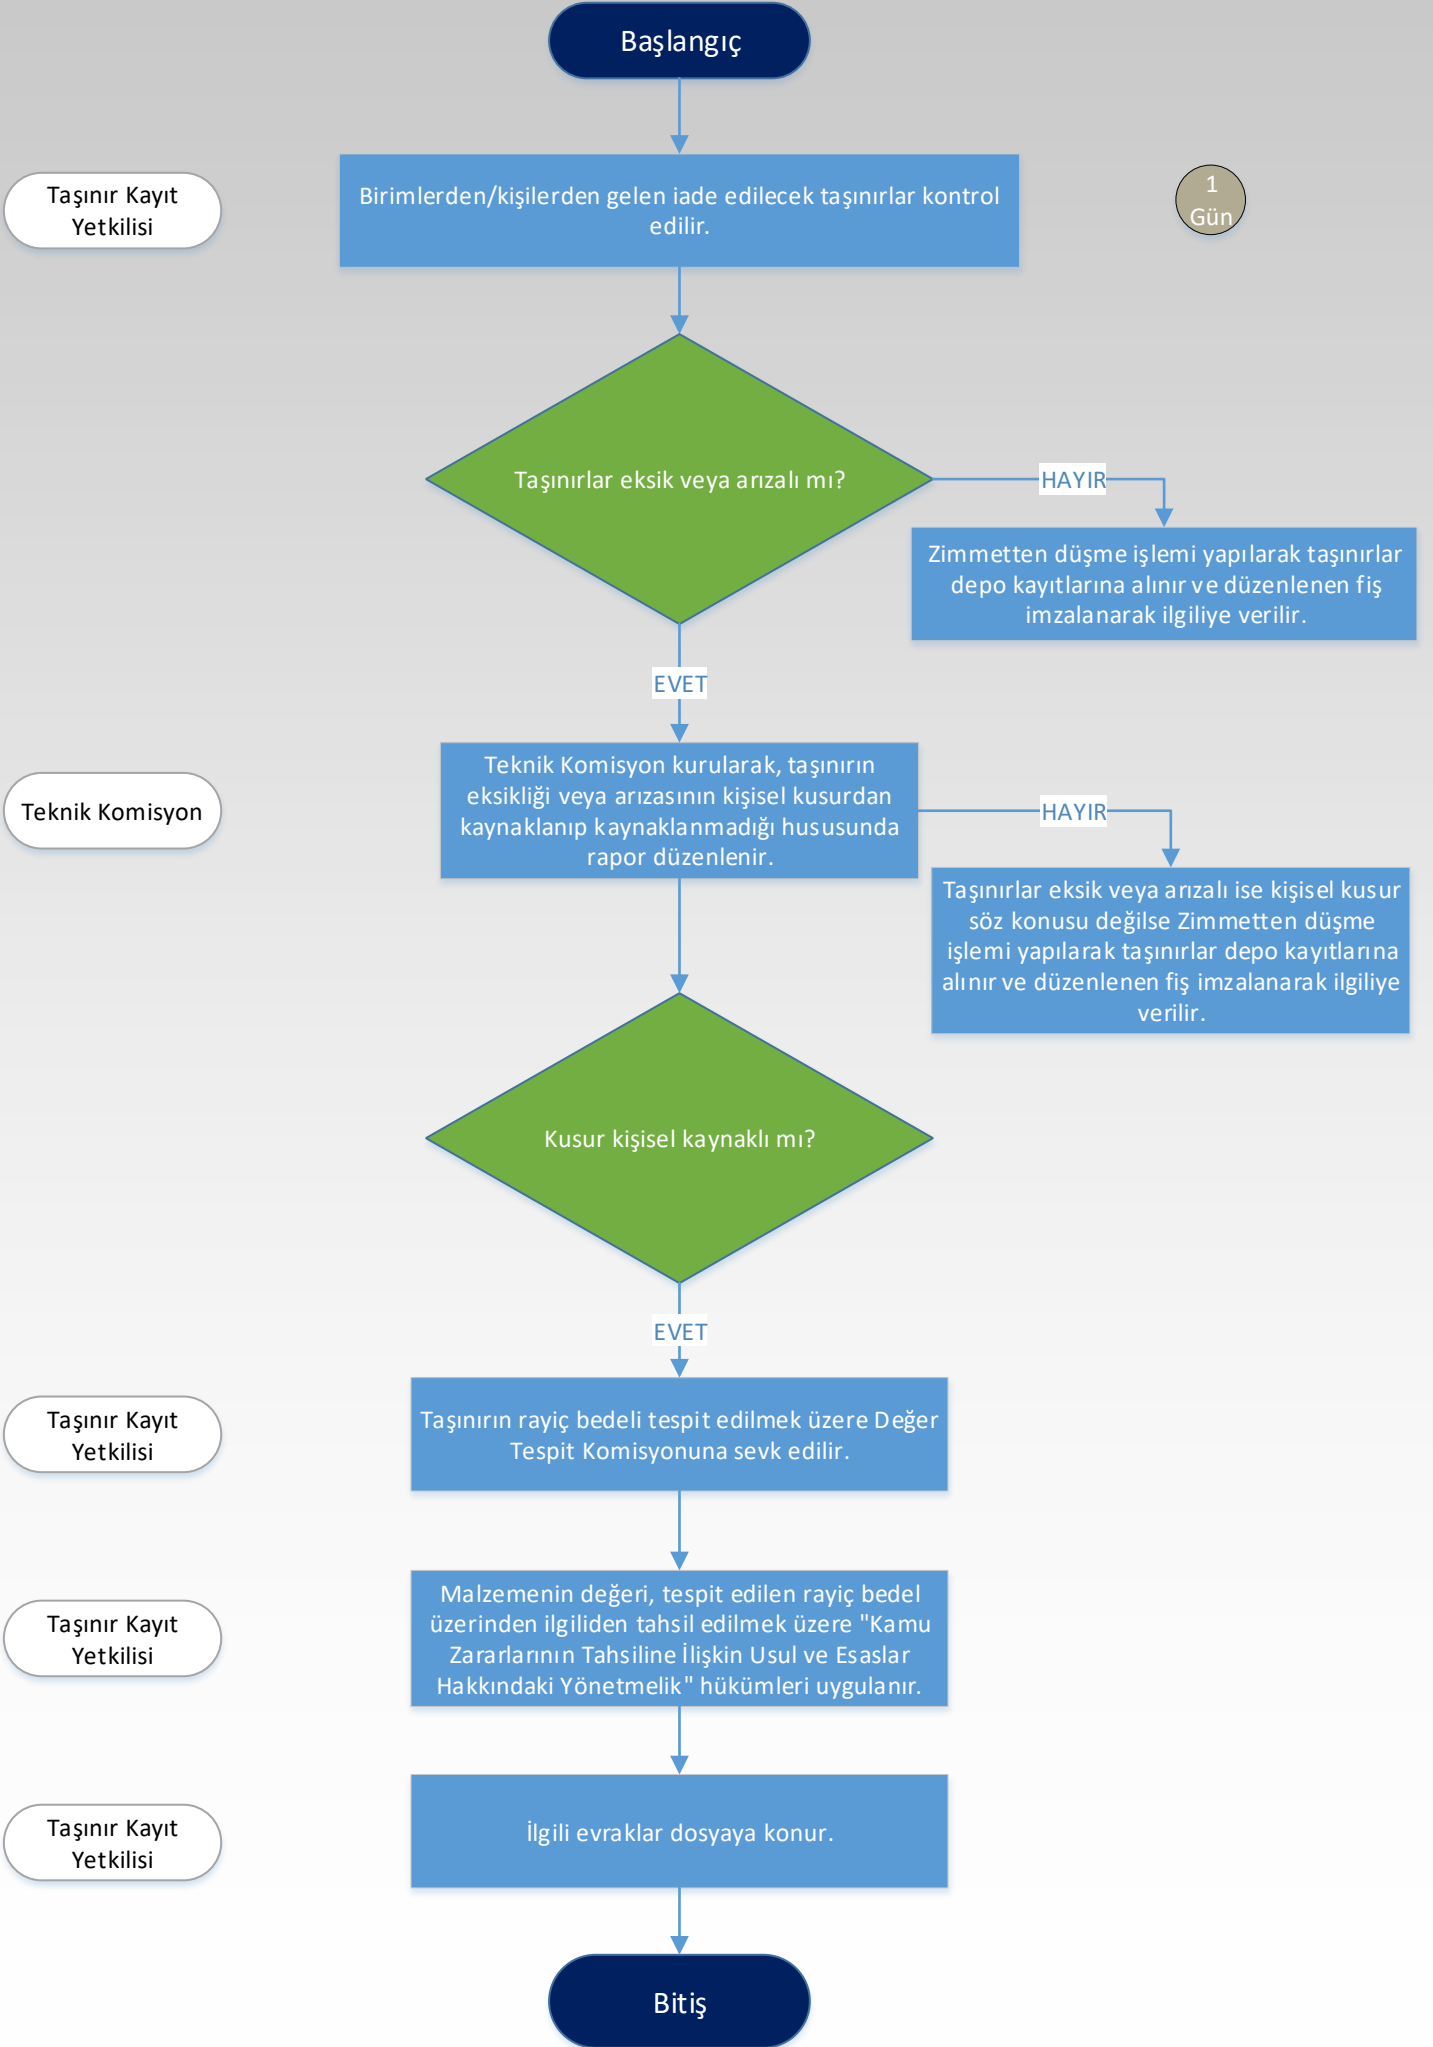 Başlangıç
Taşınır Kayıt
Yetkilisi
Birimlerden/kişilerden gelen iade edilecek taşınırlar kontrol
edilir.
1
Gün
Taşınırlar eksik veya arızalı mı?
HAYIR
Zimmetten düşme işlemi yapılarak taşınırlar
depo kayıtlarına alınır ve düzenlenen fiş
imzalanarak ilgiliye verilir.
EVET
Teknik Komisyon
Teknik Komisyon kurularak, taşınırın
eksikliği veya arızasının kişisel kusurdan
kaynaklanıp kaynaklanmadığı hususunda
rapor düzenlenir.
HAYIR
Taşınırlar eksik veya arızalı ise kişisel kusur
söz konusu değilse Zimmetten düşme
işlemi yapılarak taşınırlar depo kayıtlarına
alınır ve düzenlenen fiş imzalanarak ilgiliye
verilir.
Kusur kişisel kaynaklı mı?
EVET
Taşınır Kayıt
Yetkilisi
Taşınırın rayiç bedeli tespit edilmek üzere Değer
Tespit Komisyonuna sevk edilir.
Taşınır Kayıt
Yetkilisi
Malzemenin değeri, tespit edilen rayiç bedel
üzerinden ilgiliden tahsil edilmek üzere "Kamu
Zararlarının Tahsiline İlişkin Usul ve Esaslar
Hakkındaki Yönetmelik" hükümleri uygulanır.
Taşınır Kayıt
Yetkilisi
İlgili evraklar dosyaya konur.
Bitiş